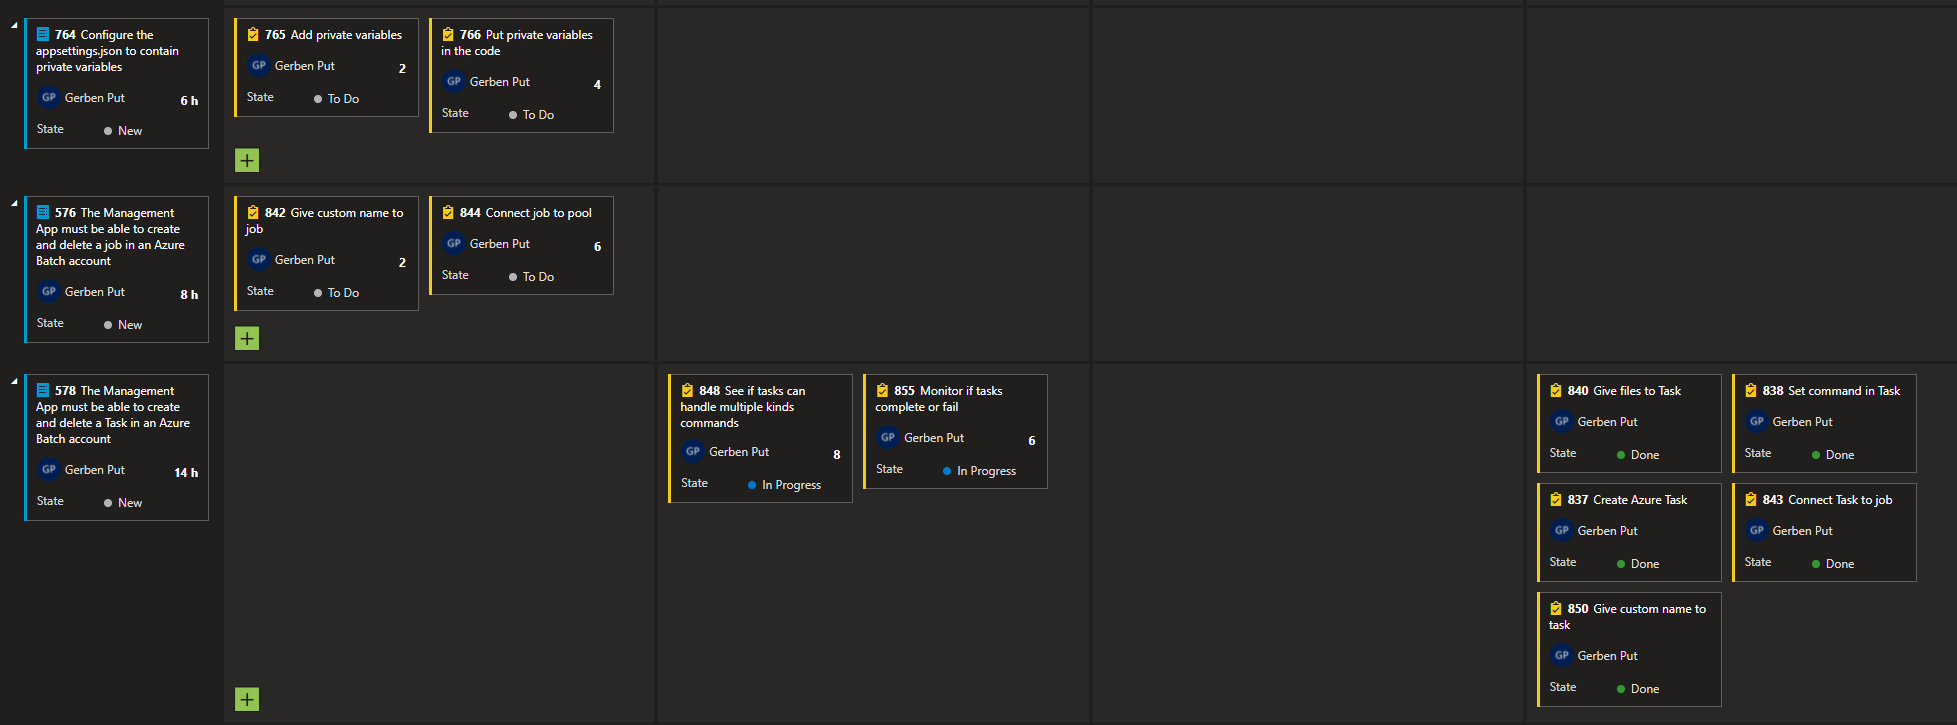 764 Configure the
appsettings.json to contain
private variables
GP Gerben Put
6 h
State New
765 Add private variables
GP Gerben Put
2
State To Do
766 Put private variables
in the code
GP Gerben Put
4
State To Do
576 The Management
App must be able to create
and delete a job in an Azure
Batch account
GP Gerben Put
8 h
State New
842 Give custom name to
job
GP Gerben Put
2
State To Do
844 Connect job to pool
GP Gerben Put
6
State To Do
578 The Management
App must be able to create
and delete a Task in an Azure
Batch account
GP Gerben Put
14 h
State New
848 See if tasks can
handle multiple kinds
commands
GP Gerben Put
8
State In Progress
855 Monitor if tasks
complete or fail
GP Gerben Put
6
State In Progress
840 Give files to Task
GP Gerben Put
State Done
838 Set command in Task
GP Gerben Put
State Done
837 Create Azure Task
GP Gerben Put
State Done
843 Connect Task to job
GP Gerben Put
State Done
850 Give custom name to
task
GP Gerben Put
State Done